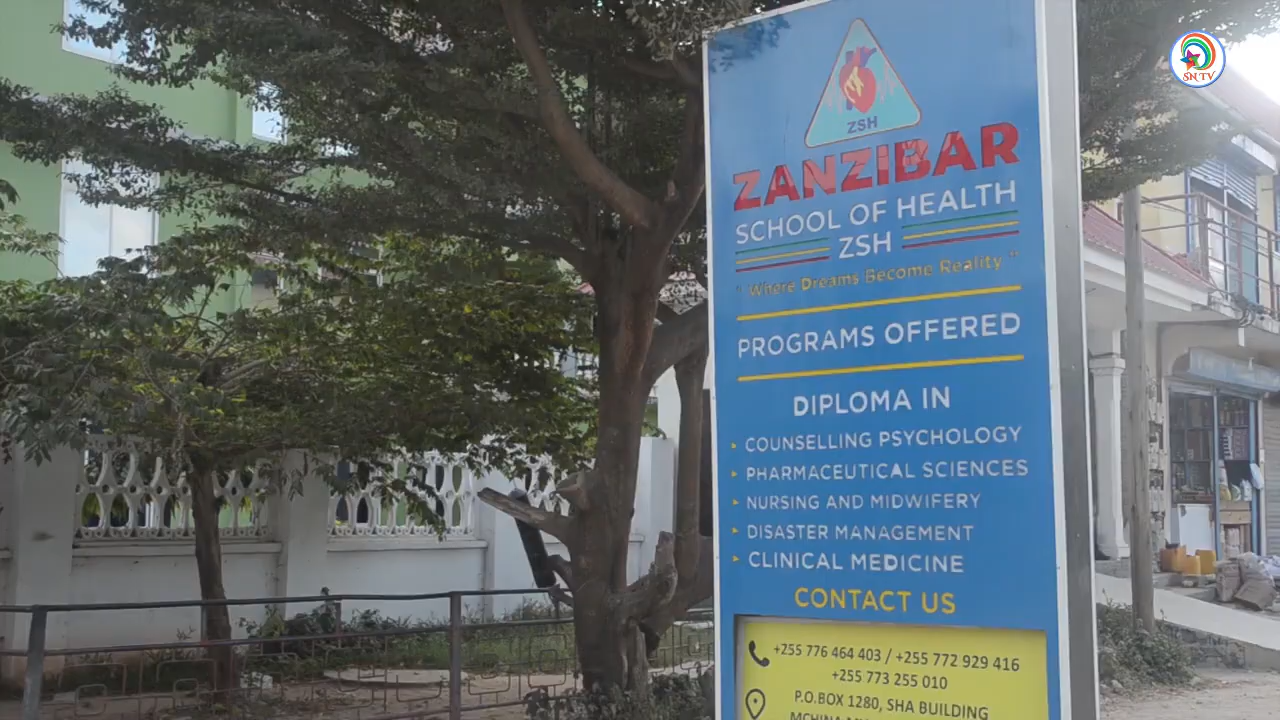 ZSH
ZANZIBAR
SCHOOL OF HEALTH
ZSH
" Where Dreams Become Reality "
PROGRAMS OFFERED
DIPLOMA IN
COUNSELLING PSYCHOLOGY
PHARMACEUTICAL SCIENCES
NURSING AND MIDWIFERY
DISASTER MANAGEMENT
CLINICAL MEDICINE
CONTACT US
+255 776 464 403 / +255 772 929 416
+255 773 255 010
P.O.BOX 1280, SHA BUILDING
SN TV